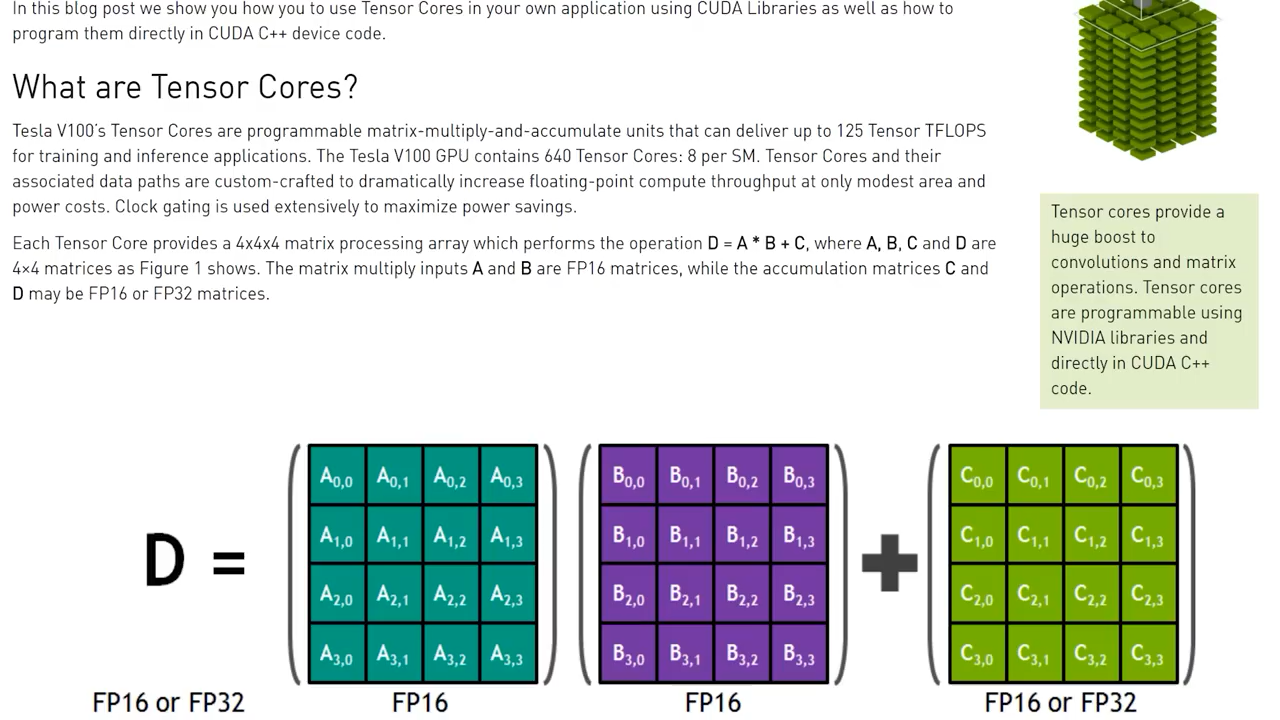 In this blog post we show you how you to use Tensor Cores in your own application using CUDA Libraries as well as how to
program them directly in CUDA C++ device code.
What are Tensor Cores?
Tesla V100's Tensor Cores are programmable matrix-multiply-and-accumulate units that can deliver up to 125 Tensor TFLOPS
for training and inference applications. The Tesla V100 GPU contains 640 Tensor Cores: 8 per SM. Tensor Cores and their
associated data paths are custom-crafted to dramatically increase floating-point compute throughput at only modest area and
power costs. Clock gating is used extensively to maximize power savings.
Each Tensor Core provides a 4x4x4 matrix processing array which performs the operation D = A * B + C, where A, B, C and D are
4×4 matrices as Figure 1 shows. The matrix multiply inputs A and B are FP16 matrices, while the accumulation matrices C and
D may be FP16 or FP32 matrices.
Tensor cores provide a
huge boost to
convolutions and matrix
operations. Tensor cores
are programmable using
NVIDIA libraries and
directly in CUDA C++
code.
D =
A0,0 A0,1 A0,2 A0,3
A1,0 A1,1 A1,2 A1,3
A2,0 A2,1 A2,2 A2,3
A3,0 A3,1 A3,2 A3,3
B0,0 B0,1 B0,2 B0,3
B1,0 B1,1 B1,2 B1,3
B2,0 B2,1 B2,2 B2,3
B3,0 B3,1 B3,2 B3,3
+
C0,0 C0,1 C0,2 C0,3
C1,0 C1,1 C1,2 C1,3
C2,0 C2,1 C2,2 C2,3
C3,0 C3,1 C3,2 C3,3
FP16 or FP32 FP16 FP16 FP16 or FP32